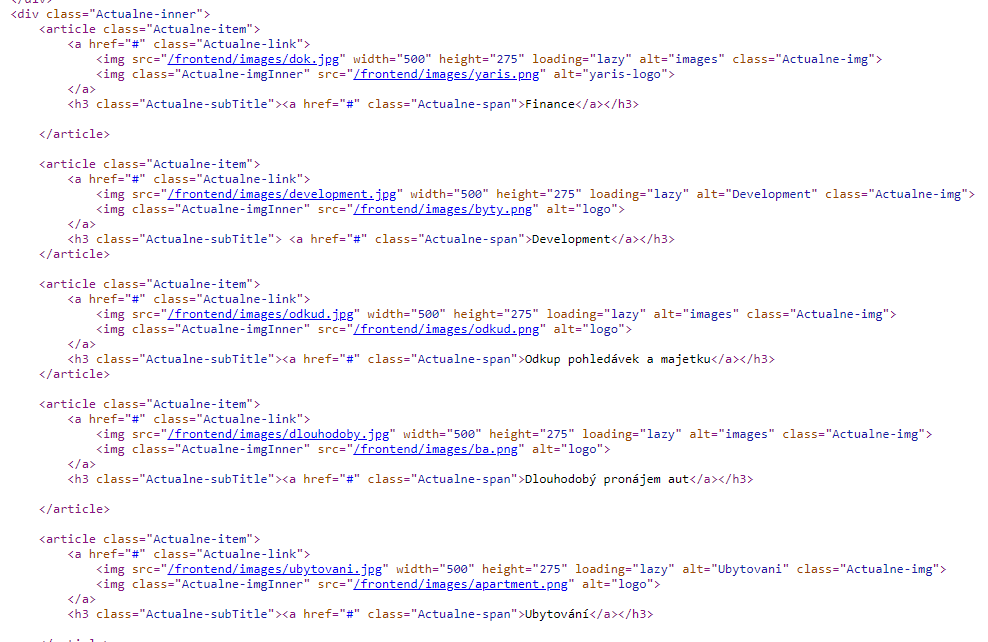 </div>
<div class="Actualne-inner">
<article class="Actualne-item">
<a href="#" class="Actualne-link">
<img src="/frontend/images/dok.jpg" width="500" height="275" loading="lazy" alt="images" class="Actualne-img">
<img class="Actualne-imgInner" src="/frontend/images/yaris.png" alt="yaris-logo">
</a>
<h3 class="Actualne-subTitle"><a href="#" class="Actualne-span">Finance</a></h3>
</article>
<article class="Actualne-item">
<a href="#" class="Actualne-link">
<img src="/frontend/images/development.jpg" width="500" height="275" loading="lazy" alt="Development" class="Actualne-img">
<img class="Actualne-imgInner" src="/frontend/images/byty.png" alt="logo">
</a>
<h3 class="Actualne-subTitle"> <a href="#" class="Actualne-span">Development</a></h3>
</article>
<article class="Actualne-item">
<a href="#" class="Actualne-link">
<img src="/frontend/images/odkud.jpg" width="500" height="275" loading="lazy" alt="images" class="Actualne-img">
<img class="Actualne-imgInner" src="/frontend/images/odkud.png" alt="logo">
</a>
<h3 class="Actualne-subTitle"><a href="#" class="Actualne-span">Odkup pohledávek a majetku</a></h3>
</article>
<article class="Actualne-item">
<a href="#" class="Actualne-link">
<img src="/frontend/images/dlouhodoby.jpg" width="500" height="275" loading="lazy" alt="images" class="Actualne-img">
<img class="Actualne-imgInner" src="/frontend/images/ba.png" alt="logo">
</a>
<h3 class="Actualne-subTitle"><a href="#" class="Actualne-span">Dlouhodobý pronájem aut</a></h3>
</article>
<article class="Actualne-item">
<a href="#" class="Actualne-link">
<img src="/frontend/images/ubytovani.jpg" width="500" height="275" loading="lazy" alt="Ubytovani" class="Actualne-img">
<img class="Actualne-imgInner" src="/frontend/images/apartment.png" alt="logo">
</a>
<h3 class="Actualne-subTitle"><a href="#" class="Actualne-span">Ubytování</a></h3>
</article>